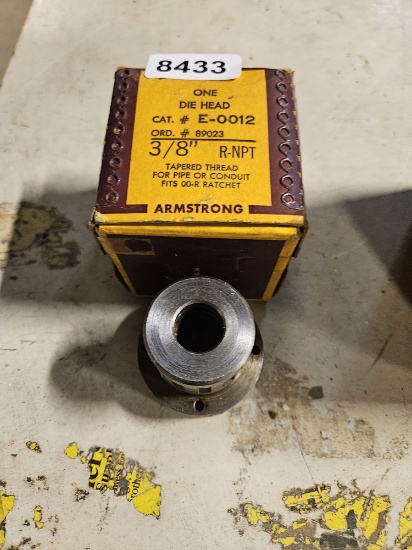 8433
ONE
DIE HEAD
CAT. # E-0012
ORD. # 89023
3/8" R-NPT
TAPERED THREAD
FOR PIPE OR CONDUIT
FITS 00-R RATCHET
ARMSTRONG